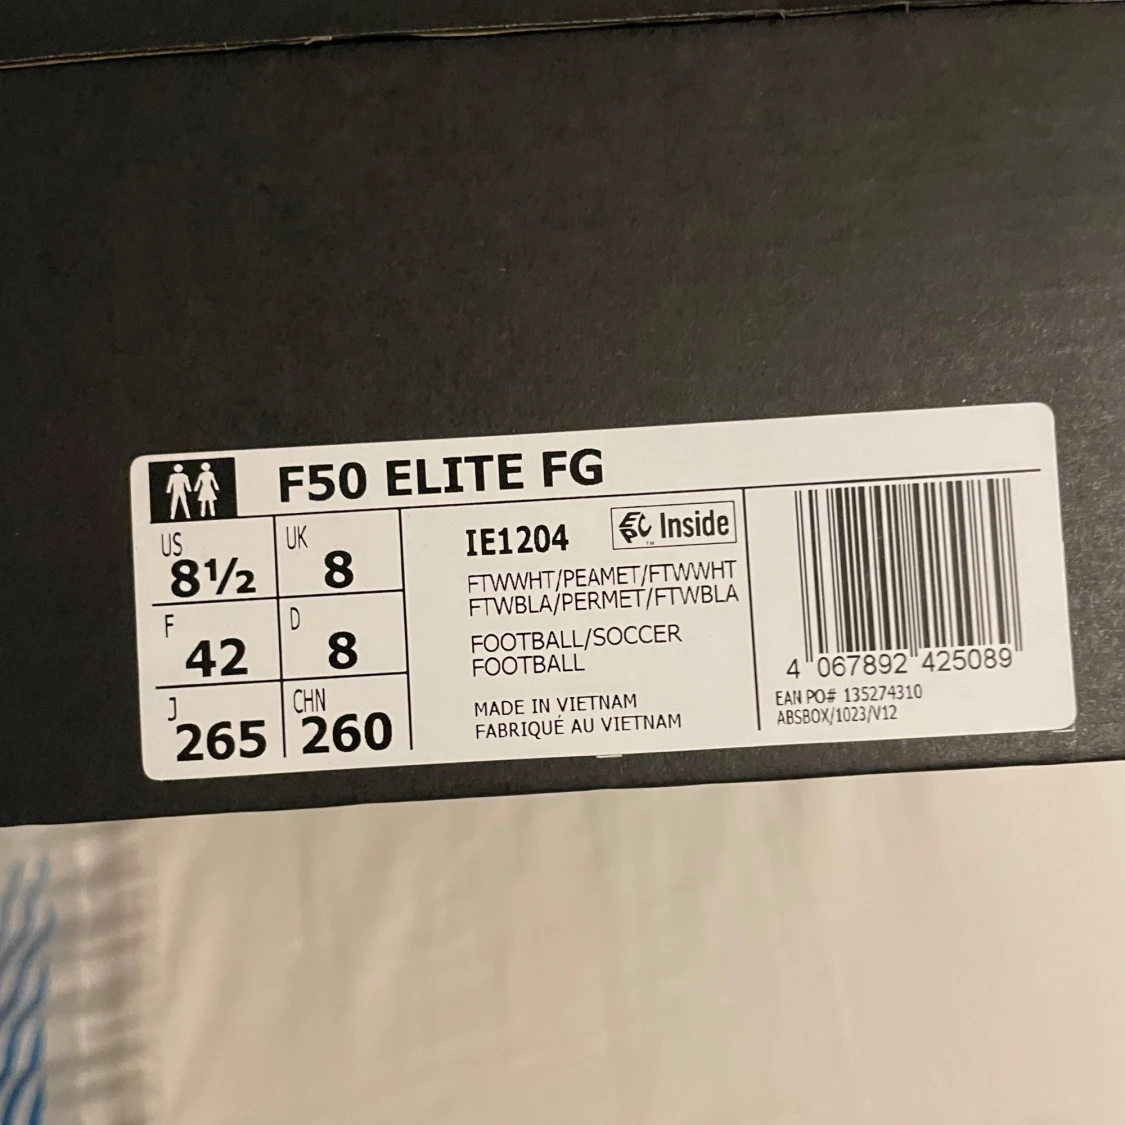 F50 ELITE FG
US
8½
UK
8
F
42
D
8
J
265
CHN
260
IE1204
Inside
FTWWHT/PEAMET/FTWWHT
FTWBLA/PERMET/FTWBLA
FOOTBALL/SOCCER
FOOTBALL
MADE IN VIETNAM
FABRIQUÉ AU VIETNAM
4 067892 425089
EAN PO# 135274310
ABSBOX/1023/V12